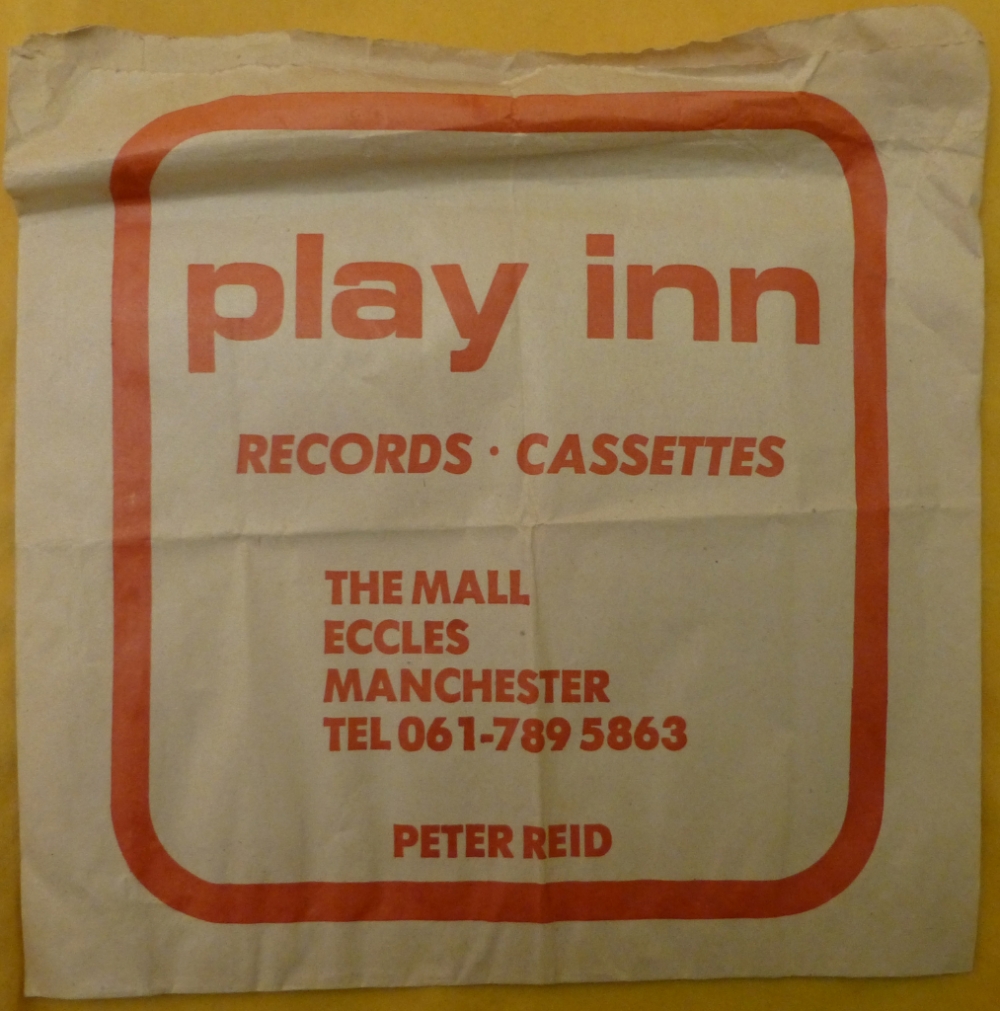 play inn
RECORDS · CASSETTES
THE MALL
ECCLES
MANCHESTER
TEL 061-789 5863
PETER REID